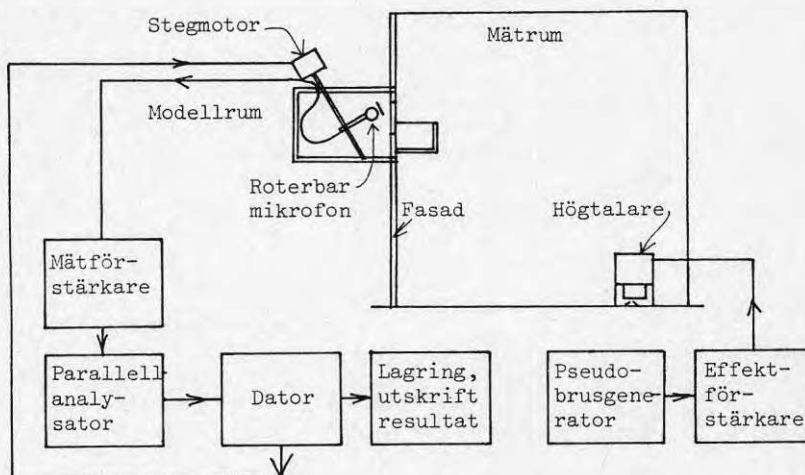 Stegmotor
Mätrum
Modellrum
Roterbar
mikrofon
Fasad
Högtalare
Mätför-
stärkare
Parallell
analy-
sator
Dator
Lagring,
utskrift
resultat
Pseudo-
brusgene-
rator
Effekt-
för-
stärkare